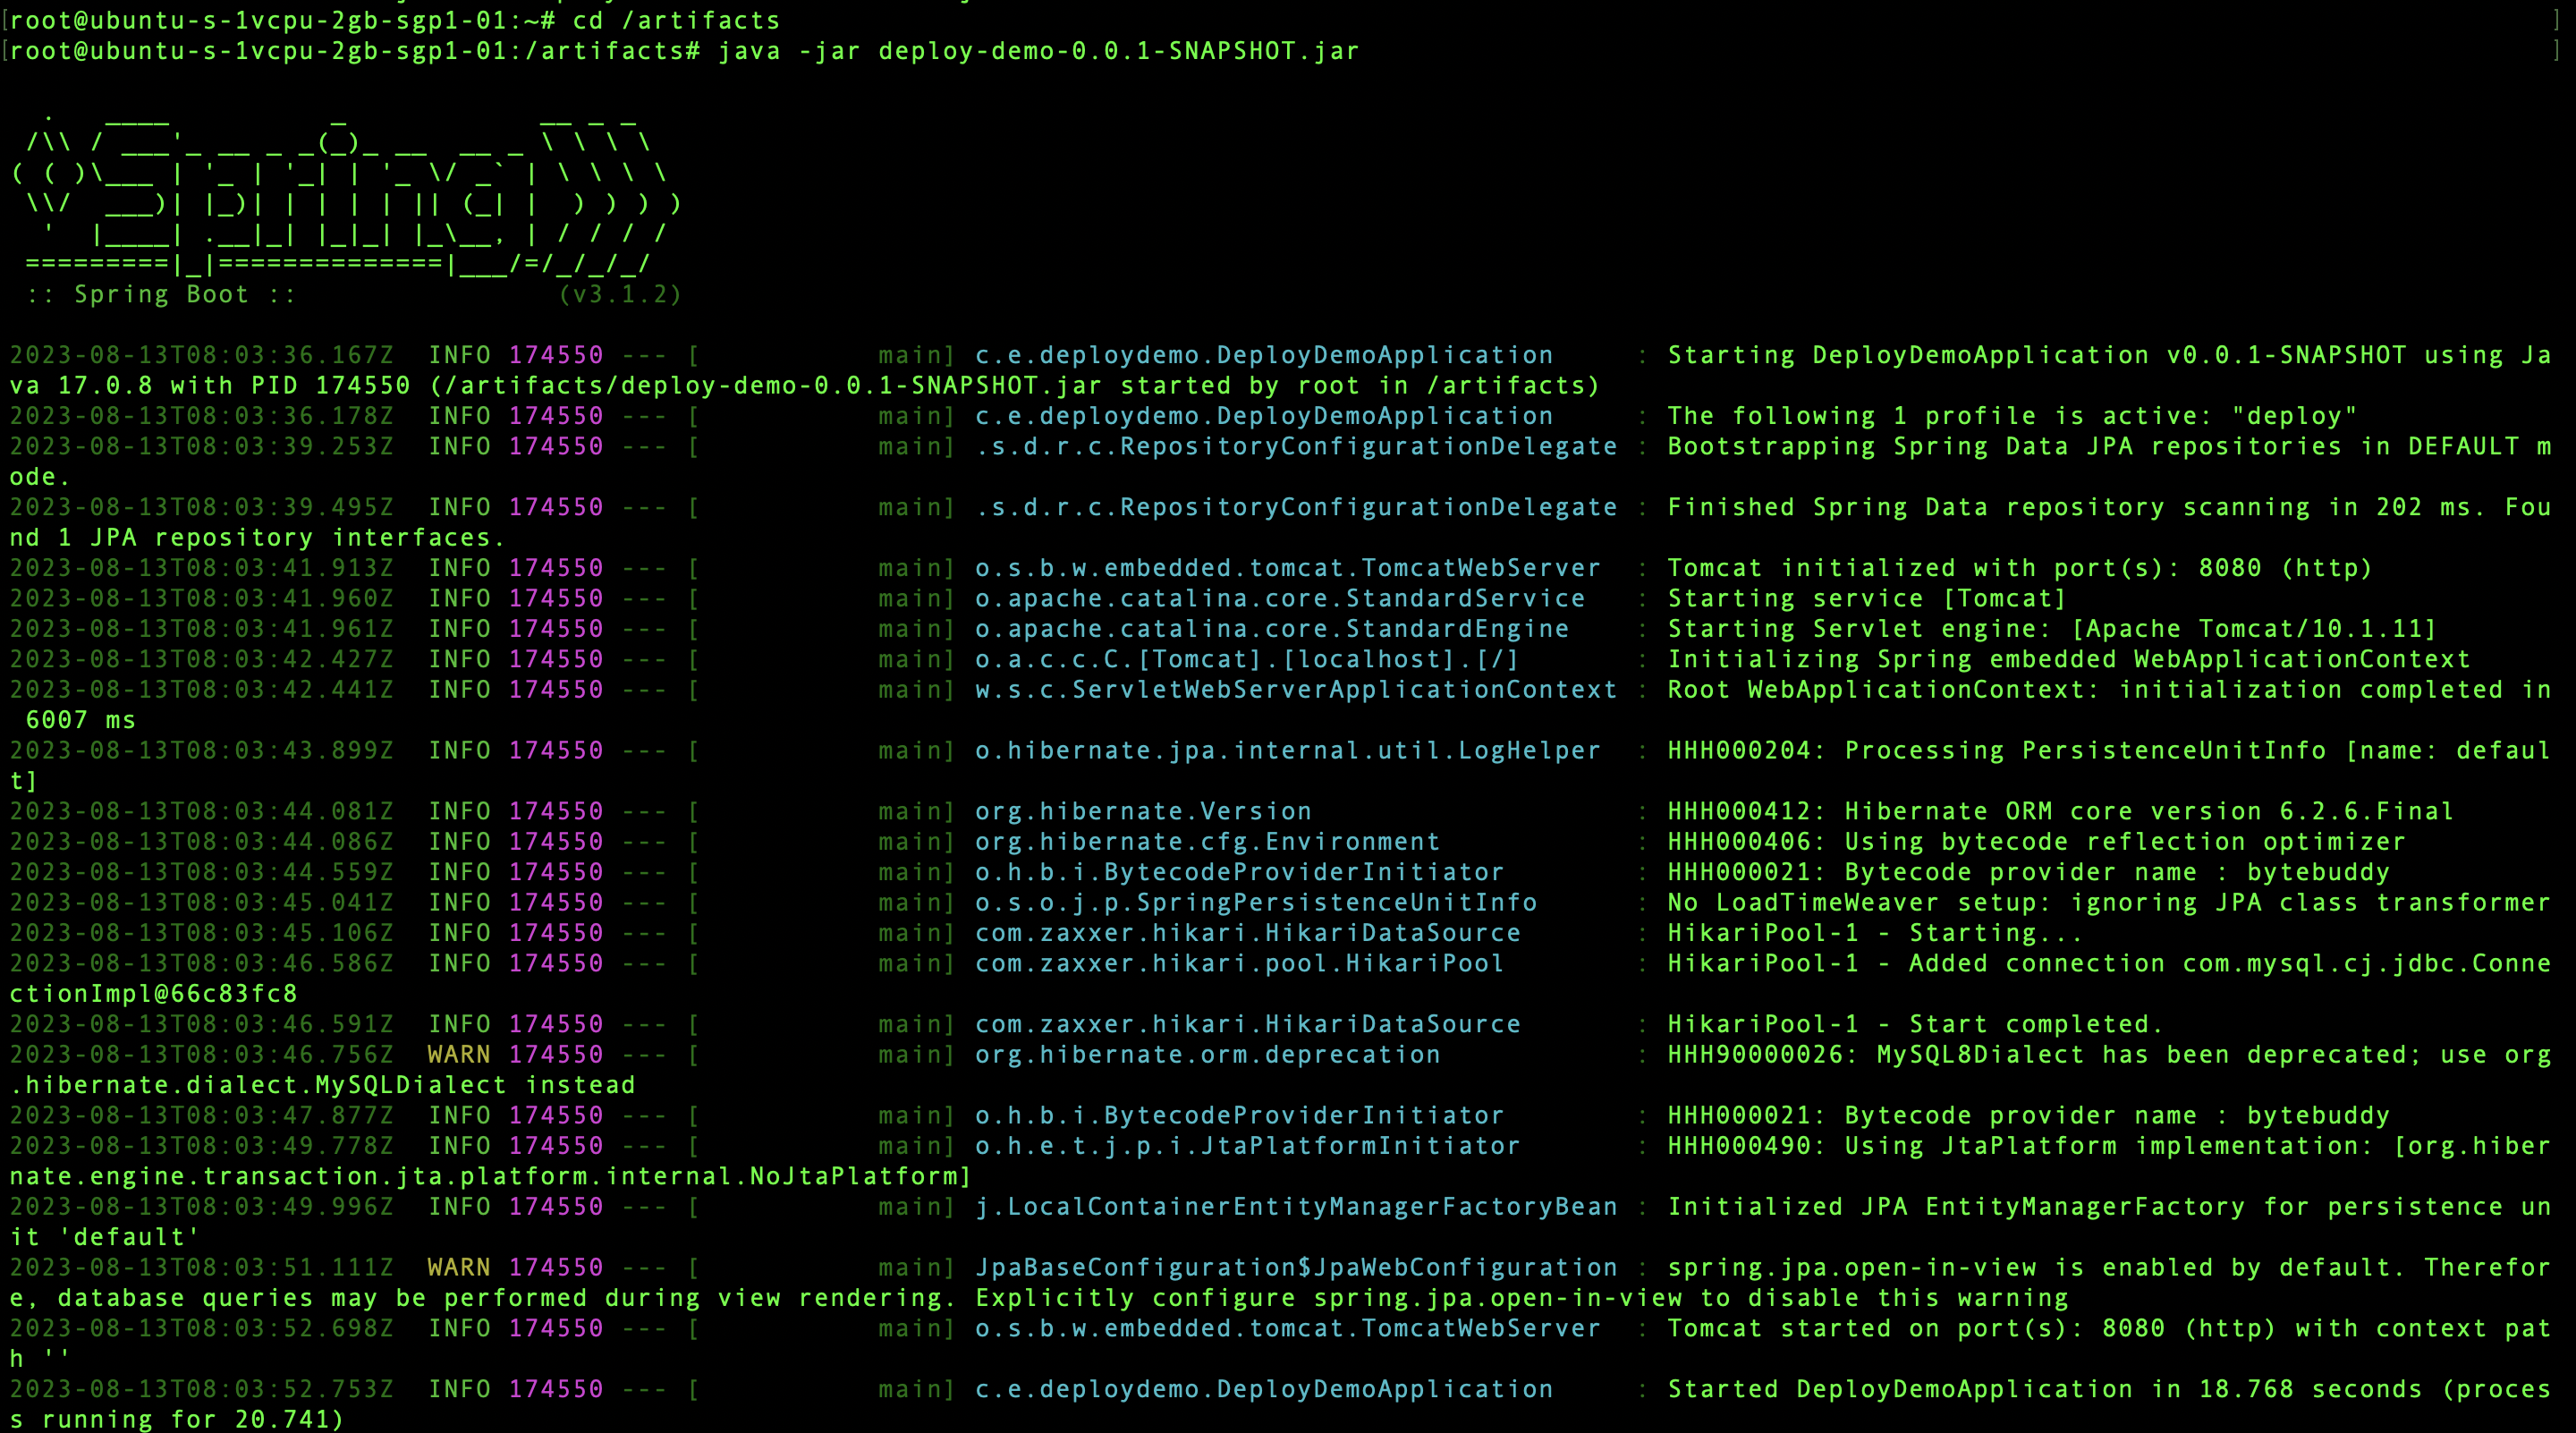 [root@ubuntu-s-1vcpu-2gb-sgp1-01:~# cd /artifacts ]
[root@ubuntu-s-1vcpu-2gb-sgp1-01:/artifacts# java -jar deploy-demo-0.0.1-SNAPSHOT.jar ]
  .   ____          _            __ _ _
 /\\ / ___'_ __ _ _(_)_ __  __ _ \ \ \ \
( ( )\___ | '_ | '_| | '_ \/ _` | \ \ \ \
 \\/  ___)| |_)| | | | | || (_| |  ) ) ) )
  '  |____| .__|_| |_|_| |_\__, | / / / /
 =========|_|==============|___/=/_/_/_/
 :: Spring Boot ::                (v3.1.2)
2023-08-13T08:03:36.167Z  INFO 174550 --- [           main] c.e.deploydemo.DeployDemoApplication     : Starting DeployDemoApplication v0.0.1-SNAPSHOT using Ja
va 17.0.8 with PID 174550 (/artifacts/deploy-demo-0.0.1-SNAPSHOT.jar started by root in /artifacts)
2023-08-13T08:03:36.178Z  INFO 174550 --- [           main] c.e.deploydemo.DeployDemoApplication     : The following 1 profile is active: "deploy"
2023-08-13T08:03:39.253Z  INFO 174550 --- [           main] .s.d.r.c.RepositoryConfigurationDelegate : Bootstrapping Spring Data JPA repositories in DEFAULT m
ode.
2023-08-13T08:03:39.495Z  INFO 174550 --- [           main] .s.d.r.c.RepositoryConfigurationDelegate : Finished Spring Data repository scanning in 202 ms. Fou
nd 1 JPA repository interfaces.
2023-08-13T08:03:41.913Z  INFO 174550 --- [           main] o.s.b.w.embedded.tomcat.TomcatWebServer  : Tomcat initialized with port(s): 8080 (http)
2023-08-13T08:03:41.960Z  INFO 174550 --- [           main] o.apache.catalina.core.StandardService   : Starting service [Tomcat]
2023-08-13T08:03:41.961Z  INFO 174550 --- [           main] o.apache.catalina.core.StandardEngine    : Starting Servlet engine: [Apache Tomcat/10.1.11]
2023-08-13T08:03:42.427Z  INFO 174550 --- [           main] o.a.c.c.C.[Tomcat].[localhost].[/]       : Initializing Spring embedded WebApplicationContext
2023-08-13T08:03:42.441Z  INFO 174550 --- [           main] w.s.c.ServletWebServerApplicationContext : Root WebApplicationContext: initialization completed in
 6007 ms
2023-08-13T08:03:43.899Z  INFO 174550 --- [           main] o.hibernate.jpa.internal.util.LogHelper  : HHH000204: Processing PersistenceUnitInfo [name: defaul
t]
2023-08-13T08:03:44.081Z  INFO 174550 --- [           main] org.hibernate.Version                    : HHH000412: Hibernate ORM core version 6.2.6.Final
2023-08-13T08:03:44.086Z  INFO 174550 --- [           main] org.hibernate.cfg.Environment            : HHH000406: Using bytecode reflection optimizer
2023-08-13T08:03:44.559Z  INFO 174550 --- [           main] o.h.b.i.BytecodeProviderInitiator        : HHH000021: Bytecode provider name : bytebuddy
2023-08-13T08:03:45.041Z  INFO 174550 --- [           main] o.s.o.j.p.SpringPersistenceUnitInfo      : No LoadTimeWeaver setup: ignoring JPA class transformer
2023-08-13T08:03:45.106Z  INFO 174550 --- [           main] com.zaxxer.hikari.HikariDataSource       : HikariPool-1 - Starting...
2023-08-13T08:03:46.586Z  INFO 174550 --- [           main] com.zaxxer.hikari.pool.HikariPool        : HikariPool-1 - Added connection com.mysql.cj.jdbc.Conne
ctionImpl@66c83fc8
2023-08-13T08:03:46.591Z  INFO 174550 --- [           main] com.zaxxer.hikari.HikariDataSource       : HikariPool-1 - Start completed.
2023-08-13T08:03:46.756Z  WARN 174550 --- [           main] org.hibernate.orm.deprecation            : HHH90000026: MySQL8Dialect has been deprecated; use org
.hibernate.dialect.MySQLDialect instead
2023-08-13T08:03:47.877Z  INFO 174550 --- [           main] o.h.b.i.BytecodeProviderInitiator        : HHH000021: Bytecode provider name : bytebuddy
2023-08-13T08:03:49.778Z  INFO 174550 --- [           main] o.h.e.t.j.p.i.JtaPlatformInitiator       : HHH000490: Using JtaPlatform implementation: [org.hiber
nate.engine.transaction.jta.platform.internal.NoJtaPlatform]
2023-08-13T08:03:49.996Z  INFO 174550 --- [           main] j.LocalContainerEntityManagerFactoryBean : Initialized JPA EntityManagerFactory for persistence un
it 'default'
2023-08-13T08:03:51.111Z  WARN 174550 --- [           main] JpaBaseConfiguration$JpaWebConfiguration : spring.jpa.open-in-view is enabled by default. Therefor
e, database queries may be performed during view rendering. Explicitly configure spring.jpa.open-in-view to disable this warning
2023-08-13T08:03:52.698Z  INFO 174550 --- [           main] o.s.b.w.embedded.tomcat.TomcatWebServer  : Tomcat started on port(s): 8080 (http) with context pat
h ''
2023-08-13T08:03:52.753Z  INFO 174550 --- [           main] c.e.deploydemo.DeployDemoApplication     : Started DeployDemoApplication in 18.768 seconds (proces
s running for 20.741)